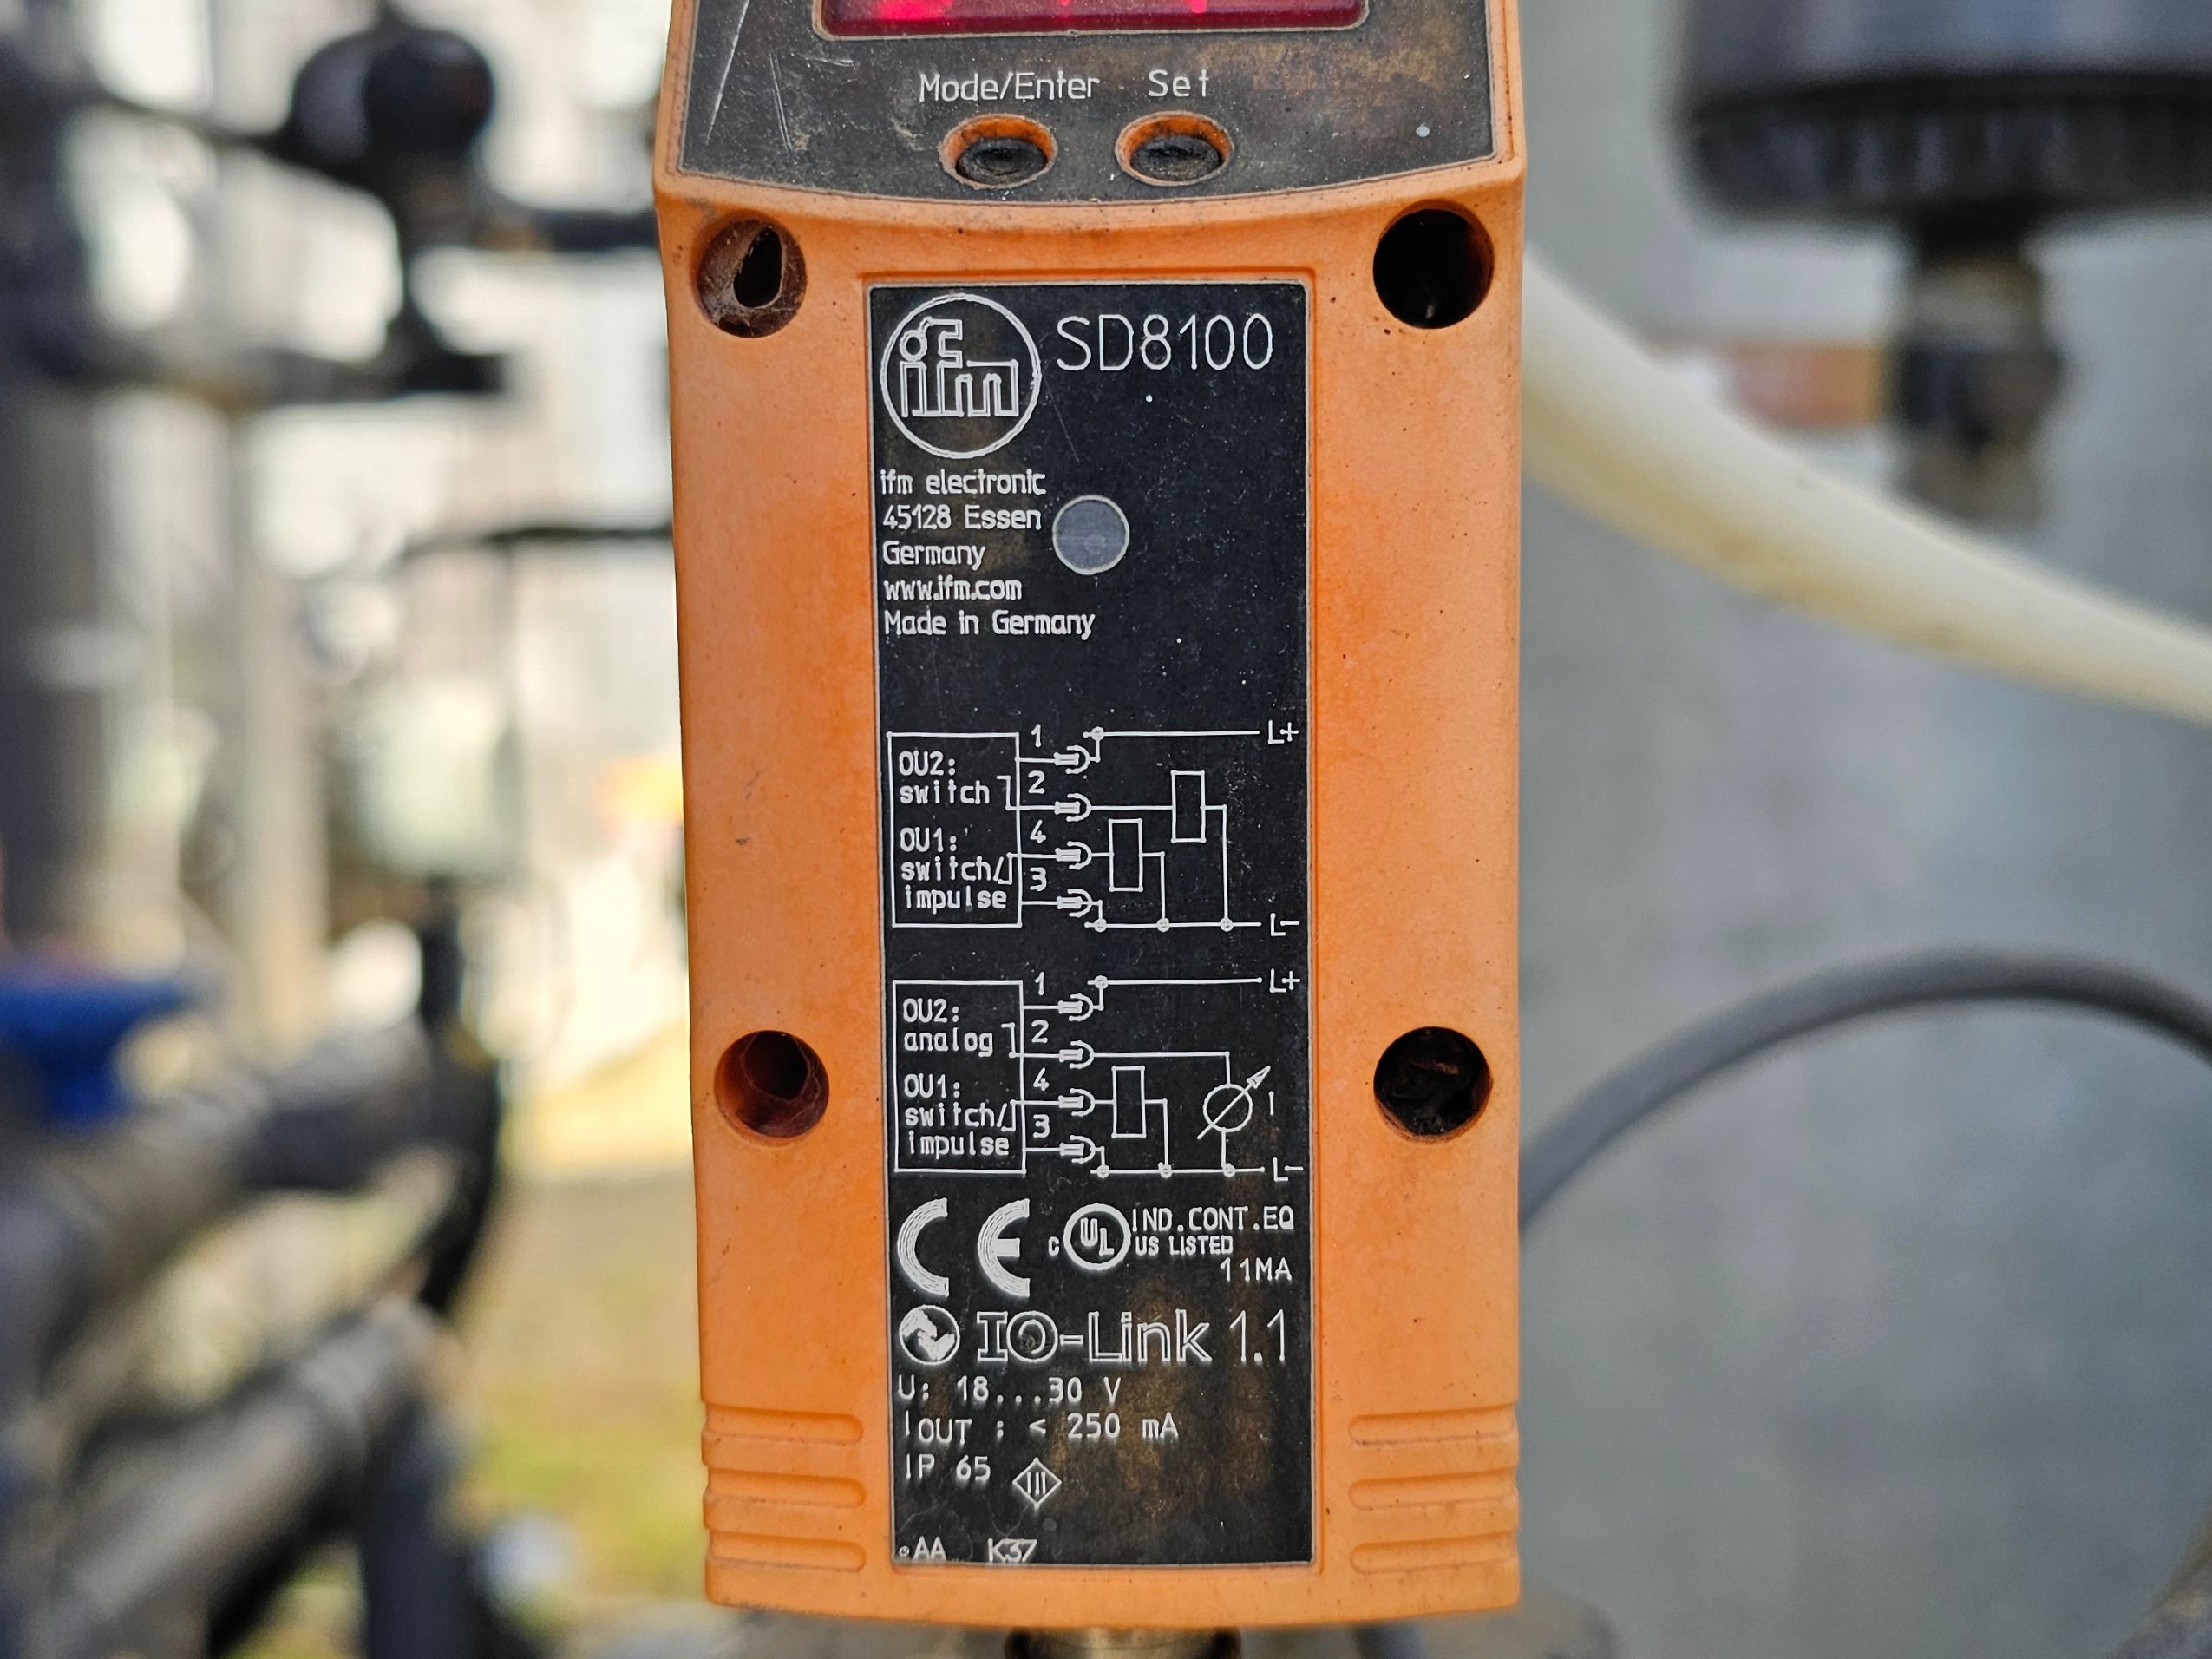 Mode/Enter Set
ifm SD8100
ifm electronic
45128 Essen
Germany
www.ifm.com
Made in Germany
1 L+
OU2:
switch 2
OU1: 4
switch/ 3
impulse
L-
1 L+
OU2:
analog 2
OU1: 4
switch/ 3 I
impulse
L-
CE c UL US LISTED IND.CONT.EQ
11MA
IO-Link 1.1
U: 18...30 V
IOUT : < 250 mA
IP 65 III
AA K37